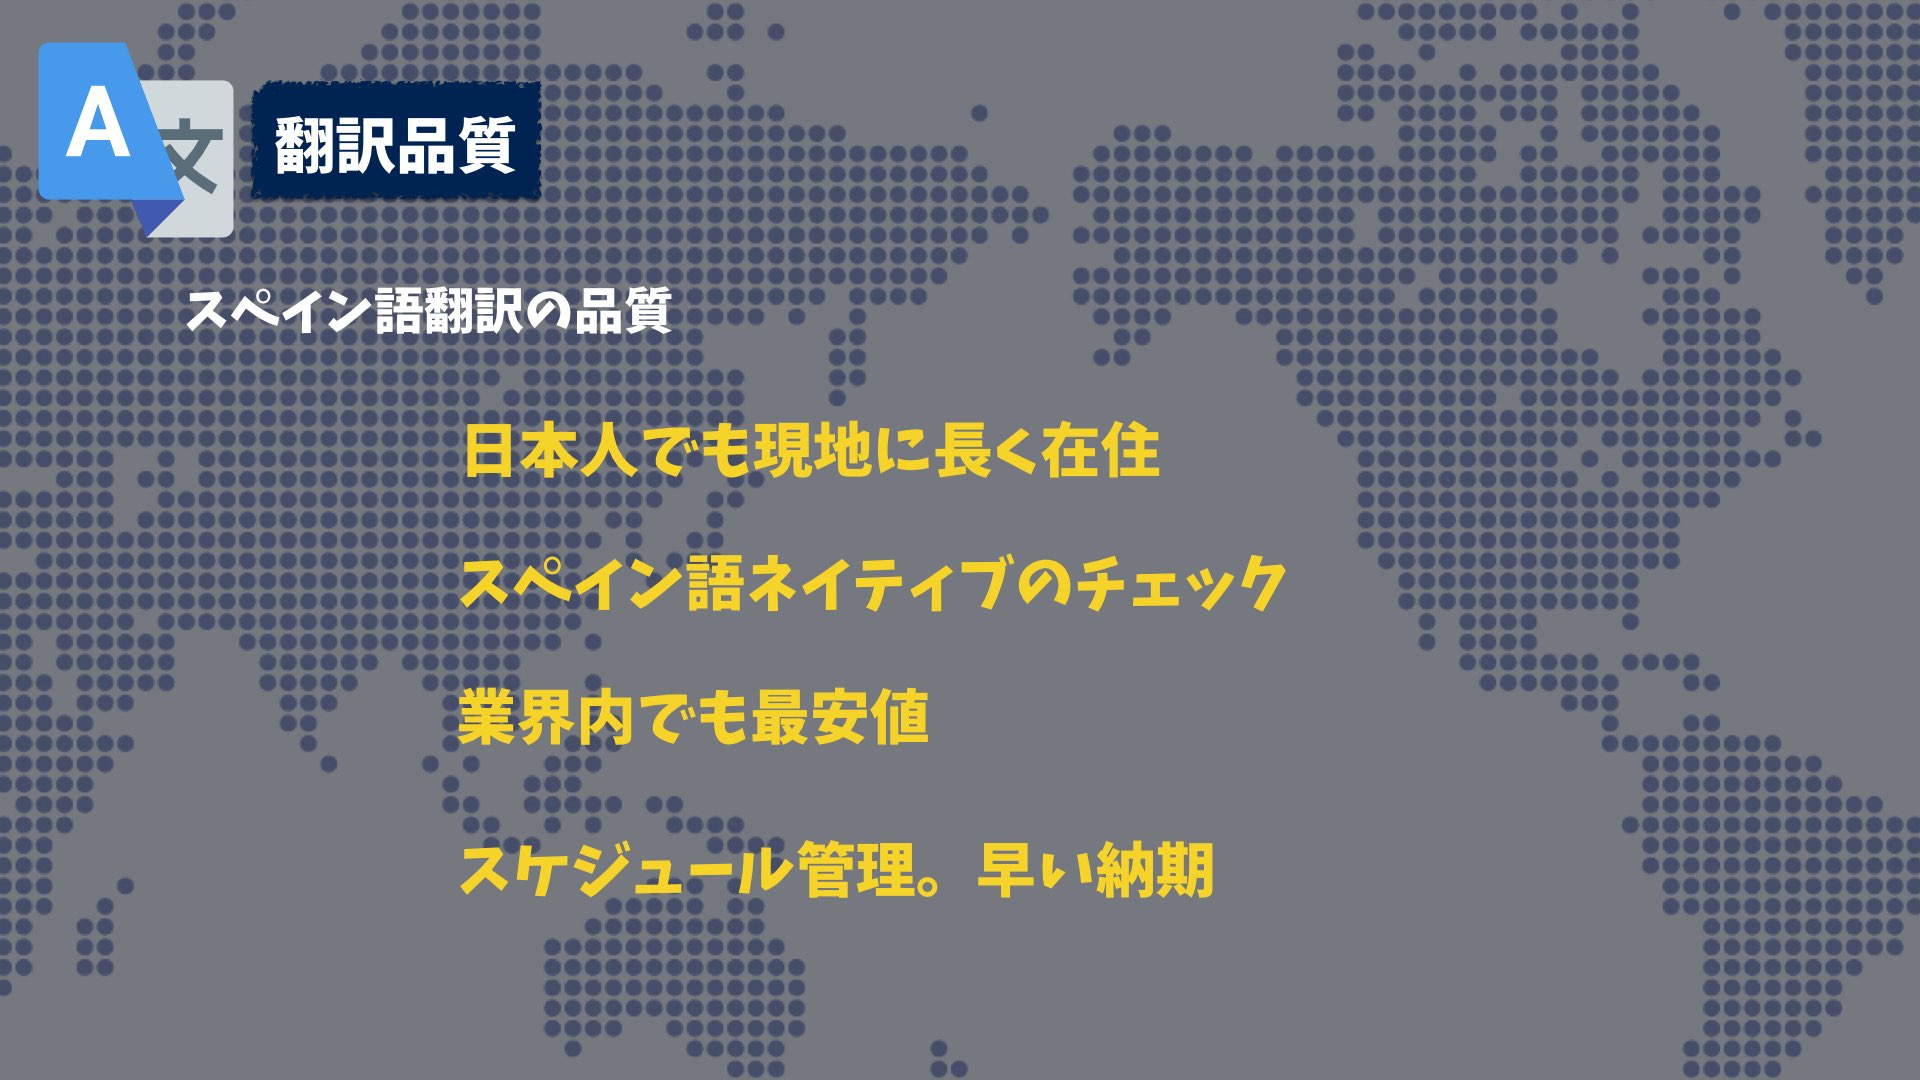 A文
翻訳品質
スペイン語翻訳の品質
日本人でも現地に長く在住
スペイン語ネイティブのチェック
業界内でも最安値
スケジュール管理。早い納期